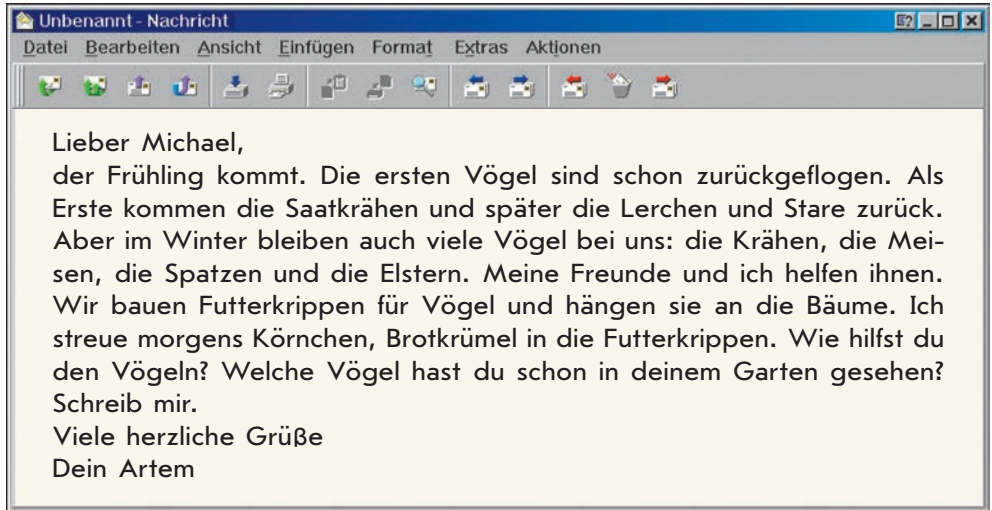 Unbenannt - Nachricht
Datei Bearbeiten Ansicht Einfügen Format Extras Aktionen
Lieber Michael,
der Frühling kommt. Die ersten Vögel sind schon zurückgeflogen. Als
Erste kommen die Saatkrähen und später die Lerchen und Stare zurück.
Aber im Winter bleiben auch viele Vögel bei uns: die Krähen, die Mei-
sen, die Spatzen und die Elstern. Meine Freunde und ich helfen ihnen.
Wir bauen Futterkrippen für Vögel und hängen sie an die Bäume. Ich
streue morgens Körnchen, Brotkrümel in die Futterkrippen. Wie hilfst du
den Vögeln? Welche Vögel hast du schon in deinem Garten gesehen?
Schreib mir.
Viele herzliche Grüße
Dein Artem